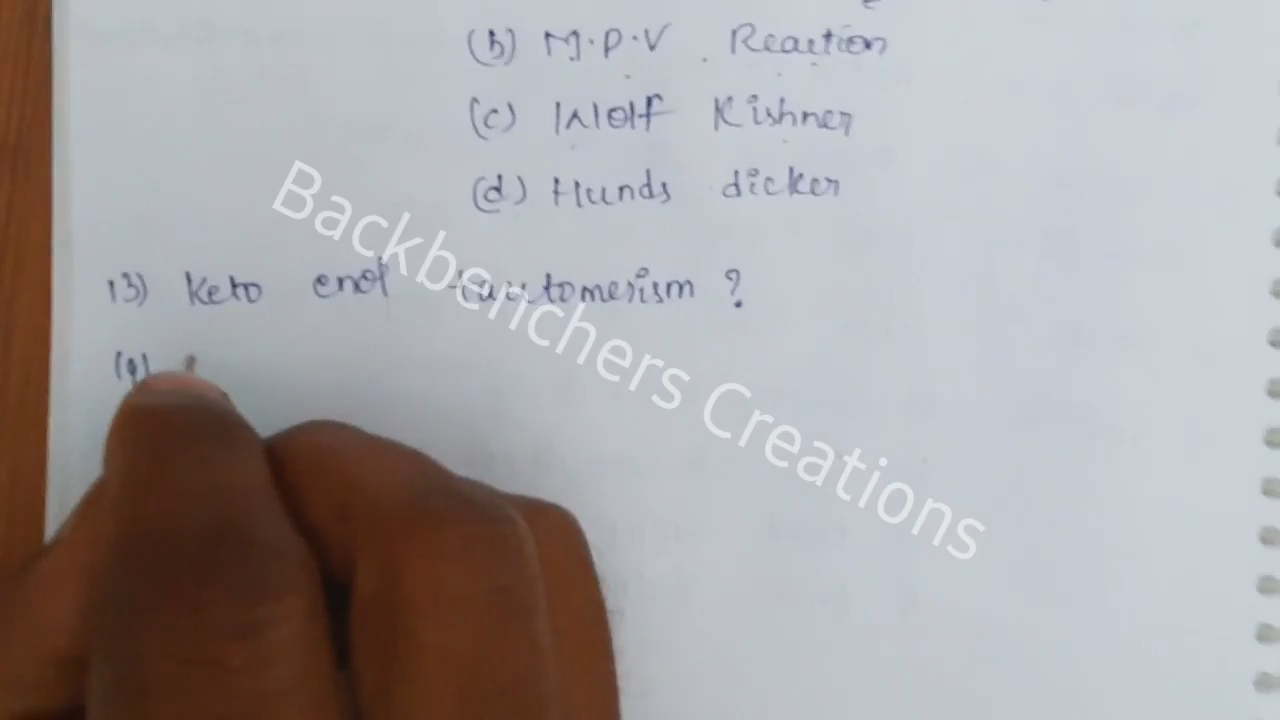 (b) M.P.V. Reaction
(c) Wolf Kishner
(d) Hunds dicker
13) Keto enol tautomerism ?
(a)
Backbenchers Creations